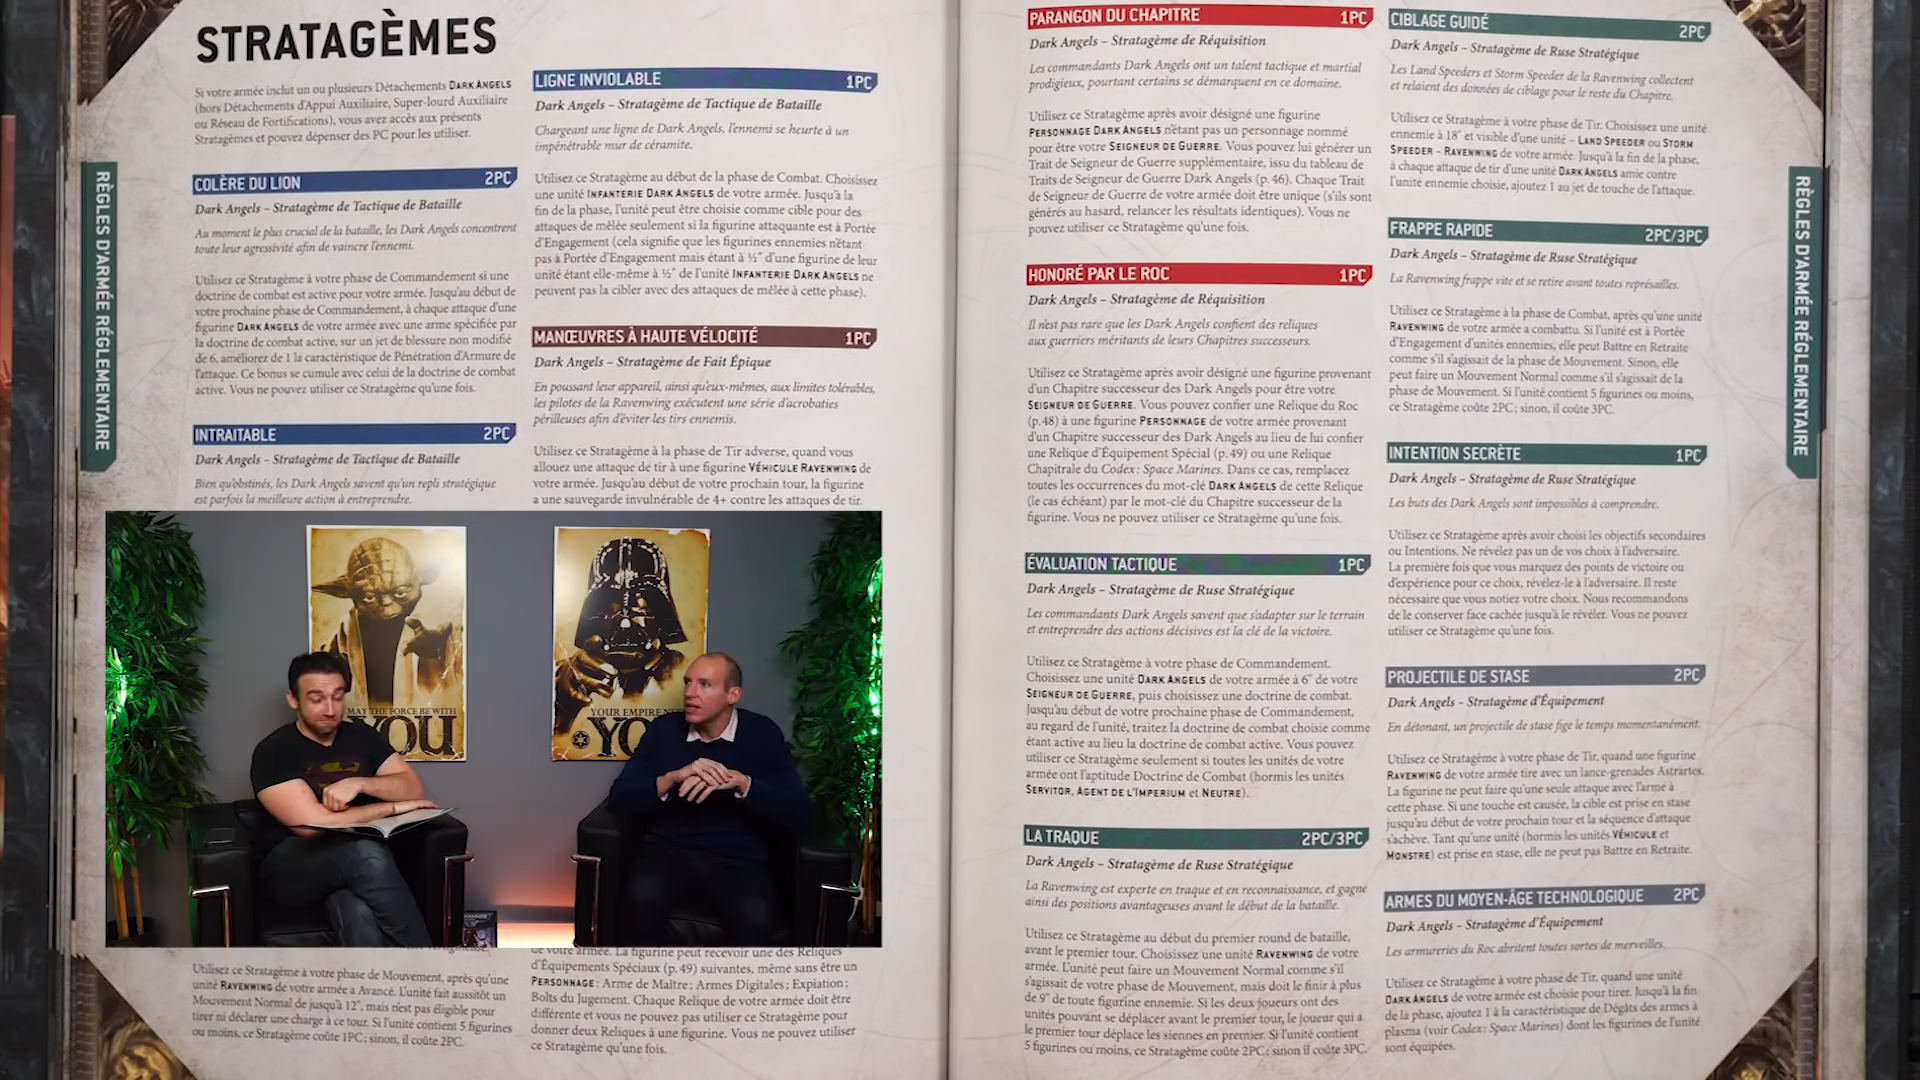 STRATAGÈMES
Si votre armée inclut un ou plusieurs Détachements DARK ANGELS
(hors Détachements d'Appui Auxiliaire, Super-lourd Auxiliaire
ou Réseau de Fortifications), vous avez accès aux présents
Stratagèmes et pouvez dépenser des PC pour les utiliser.
RÈGLES D'ARMÉE RÉGLEMENTAIRE
COLÈRE DU LION 2PC
Dark Angels – Stratagème de Tactique de Bataille
Au moment le plus crucial de la bataille, les Dark Angels concentrent
toute leur agressivité afin de vaincre l'ennemi.
Utilisez ce Stratagème à votre phase de Commandement si une
doctrine de combat est active pour votre armée. Jusqu'au début de
votre prochaine phase de Commandement, à chaque attaque d'une
figurine DARK ANGELS de votre armée avec une arme spécifiée par
la doctrine de combat active, sur un jet de blessure non modifié
de 6, améliorez de 1 la caractéristique de Pénétration d'Armure de
l'attaque. Ce bonus se cumule avec celui de la doctrine de combat
active. Vous ne pouvez utiliser ce Stratagème qu'une fois.
INTRAITABLE 2PC
Dark Angels – Stratagème de Tactique de Bataille
Bien qu'obstinés, les Dark Angels savent qu'un repli stratégique
est parfois la meilleure action à entreprendre.
MAY THE FORCE BE WITH
YOU
YOUR EMPIRE
YO
Utilisez ce Stratagème à votre phase de Mouvement, après qu'une
unité RAVENWING de votre armée a Avancé. L'unité fait aussitôt un
Mouvement Normal de jusqu'à 12", mais n'est pas éligible pour
tirer ni déclarer une charge à ce tour. Si l'unité contient 5 figurines
ou moins, ce Stratagème coûte 1PC; sinon, il coûte 2PC.
LIGNE INVIOLABLE 1PC
Dark Angels – Stratagème de Tactique de Bataille
Chargeant une ligne de Dark Angels, l'ennemi se heurte à un
impénétrable mur de céramite.
Utilisez ce Stratagème au début de la phase de Combat. Choisissez
une unité INFANTERIE DARK ANGELS de votre armée. Jusqu'à la
fin de la phase, l'unité peut être choisie comme cible pour des
attaques de mêlée seulement si la figurine attaquante est à Portée
d'Engagement (cela signifie que les figurines ennemies n'étant
pas à Portée d'Engagement mais étant à ½" d'une figurine de leur
unité étant elle-même à ½" de l'unité INFANTERIE DARK ANGELS ne
peuvent pas la cibler avec des attaques de mêlée à cette phase).
MANŒUVRES À HAUTE VÉLOCITÉ 1PC
Dark Angels – Stratagème de Fait Épique
En poussant leur appareil, ainsi qu'eux-mêmes, aux limites tolérables,
les pilotes de la Ravenwing exécutent une série d'acrobaties
périlleuses afin d'éviter les tirs ennemis.
Utilisez ce Stratagème à la phase de Tir adverse, quand vous
allouez une attaque de tir à une figurine VÉHICULE RAVENWING de
votre armée. Jusqu'au début de votre prochain tour, la figurine
a une sauvegarde invulnérable de 4+ contre les attaques de tir.
de votre armée. La figurine peut recevoir une des Reliques
d'Équipements Spéciaux (p.49) suivantes, même sans être un
PERSONNAGE: Arme de Maître; Armes Digitales; Expiation;
Bolts du Jugement. Chaque Relique de votre armée doit être
différente et vous ne pouvez pas utiliser ce Stratagème pour
donner deux Reliques à une figurine. Vous ne pouvez utiliser
ce Stratagème qu'une fois.
PARANGON DU CHAPITRE 1PC
Dark Angels – Stratagème de Réquisition
Les commandants Dark Angels ont un talent tactique et martial
prodigieux, pourtant certains se démarquent en ce domaine.
Utilisez ce Stratagème après avoir désigné une figurine
PERSONNAGE DARK ANGELS n'étant pas un personnage nommé
pour être votre SEIGNEUR DE GUERRE. Vous pouvez lui générer un
Trait de Seigneur de Guerre supplémentaire, issu du tableau de
Traits de Seigneur de Guerre Dark Angels (p.46). Chaque Trait
de Seigneur de Guerre de votre armée doit être unique (s'ils sont
générés au hasard, relancer les résultats identiques). Vous ne
pouvez utiliser ce Stratagème qu'une fois.
HONORÉ PAR LE ROC 1PC
Dark Angels – Stratagème de Réquisition
Il n'est pas rare que les Dark Angels confient des reliques
aux guerriers méritants de leurs Chapitres successeurs.
Utilisez ce Stratagème après avoir désigné une figurine provenant
d'un Chapitre successeur des Dark Angels pour être votre
SEIGNEUR DE GUERRE. Vous pouvez confier une Relique du Roc
(p.48) à une figurine PERSONNAGE de votre armée provenant
d'un Chapitre successeur des Dark Angels au lieu de lui confier
une Relique d'Équipement Spécial (p.49) ou une Relique
Chapitrale du Codex: Space Marines. Dans ce cas, remplacez
toutes les occurrences du mot-clé DARK ANGELS de cette Relique
(le cas échéant) par le mot-clé du Chapitre successeur de la
figurine. Vous ne pouvez utiliser ce Stratagème qu'une fois.
ÉVALUATION TACTIQUE 1PC
Dark Angels – Stratagème de Ruse Stratégique
Les commandants Dark Angels savent que s'adapter sur le terrain
et entreprendre des actions décisives est la clé de la victoire.
Utilisez ce Stratagème à votre phase de Commandement.
Choisissez une unité DARK ANGELS de votre armée à 6" de votre
SEIGNEUR DE GUERRE, puis choisissez une doctrine de combat.
Jusqu'au début de votre prochaine phase de Commandement,
au regard de l'unité, traitez la doctrine de combat choisie comme
étant active au lieu la doctrine de combat active. Vous pouvez
utiliser ce Stratagème seulement si toutes les unités de votre
armée ont l'aptitude Doctrine de Combat (hormis les unités
SERVITOR, AGENT DE L'IMPERIUM et NEUTRE).
LA TRAQUE 2PC/3PC
Dark Angels – Stratagème de Ruse Stratégique
La Ravenwing est experte en traque et en reconnaissance, et gagne
ainsi des positions avantageuses avant le début de la bataille.
Utilisez ce Stratagème au début du premier round de bataille,
avant le premier tour. Choisissez une unité RAVENWING de votre
armée. L'unité peut faire un Mouvement Normal comme s'il
s'agissait de votre phase de Mouvement, mais doit le finir à plus
de 9" de toute figurine ennemie. Si les deux joueurs ont des
unités pouvant se déplacer avant le premier tour, le joueur qui a
le premier tour déplace les siennes en premier. Si l'unité contient
5 figurines ou moins, ce Stratagème coûte 2PC; sinon il coûte 3PC.
CIBLAGE GUIDÉ 2PC
Dark Angels – Stratagème de Ruse Stratégique
Les Land Speeders et Storm Speeder de la Ravenwing collectent
et relaient des données de ciblage pour le reste du Chapitre.
Utilisez ce Stratagème à votre phase de Tir. Choisissez une unité
ennemie à 18" et visible d'une unité – LAND SPEEDER ou STORM
SPEEDER – RAVENWING de votre armée. Jusqu'à la fin de la phase,
à chaque attaque de tir d'une unité DARK ANGELS amie contre
l'unité ennemie choisie, ajoutez 1 au jet de touche de l'attaque.
FRAPPE RAPIDE 2PC/3PC
Dark Angels – Stratagème de Ruse Stratégique
La Ravenwing frappe vite et se retire avant toutes représailles.
Utilisez ce Stratagème à la phase de Combat, après qu'une unité
RAVENWING de votre armée a combattu. Si l'unité est à Portée
d'Engagement d'unités ennemies, elle peut Battre en Retraite
comme s'il s'agissait de la phase de Mouvement. Sinon, elle
peut faire un Mouvement Normal comme s'il s'agissait de la
phase de Mouvement. Si l'unité contient 5 figurines ou moins,
ce Stratagème coûte 2PC; sinon, il coûte 3PC.
INTENTION SECRÈTE 1PC
Dark Angels – Stratagème de Ruse Stratégique
Les buts des Dark Angels sont impossibles à comprendre.
Utilisez ce Stratagème après avoir choisi les objectifs secondaires
ou Intentions. Ne révélez pas un de vos choix à l'adversaire.
La première fois que vous marquez des points de victoire ou
d'expérience pour ce choix, révélez-le à l'adversaire. Il reste
nécessaire que vous notiez votre choix. Nous recommandons
de le conserver face cachée jusqu'à le révéler. Vous ne pouvez
utiliser ce Stratagème qu'une fois.
PROJECTILE DE STASE 2PC
Dark Angels – Stratagème d'Équipement
En détonant, un projectile de stase fige le temps momentanément.
Utilisez ce Stratagème à votre phase de Tir, quand une figurine
RAVENWING de votre armée tire avec un lance-grenades Astartes.
La figurine ne peut faire qu'une seule attaque avec l'arme à
cette phase. Si une touche est causée, la cible est prise en stase
jusqu'au début de votre prochain tour et la séquence d'attaque
s'achève. Tant qu'une unité (hormis les unités VÉHICULE et
MONSTRE) est prise en stase, elle ne peut pas Battre en Retraite.
ARMES DU MOYEN-ÂGE TECHNOLOGIQUE 2PC
Dark Angels – Stratagème d'Équipement
Les armureries du Roc abritent toutes sortes de merveilles.
Utilisez ce Stratagème à votre phase de Tir, quand une unité
DARK ANGELS de votre armée est choisie pour tirer. Jusqu'à la fin
de la phase, ajoutez 1 à la caractéristique de Dégâts des armes à
plasma (voir Codex: Space Marines) dont les figurines de l'unité
sont équipées.
RÈGLES D'ARMÉE RÉGLEMENTAIRE